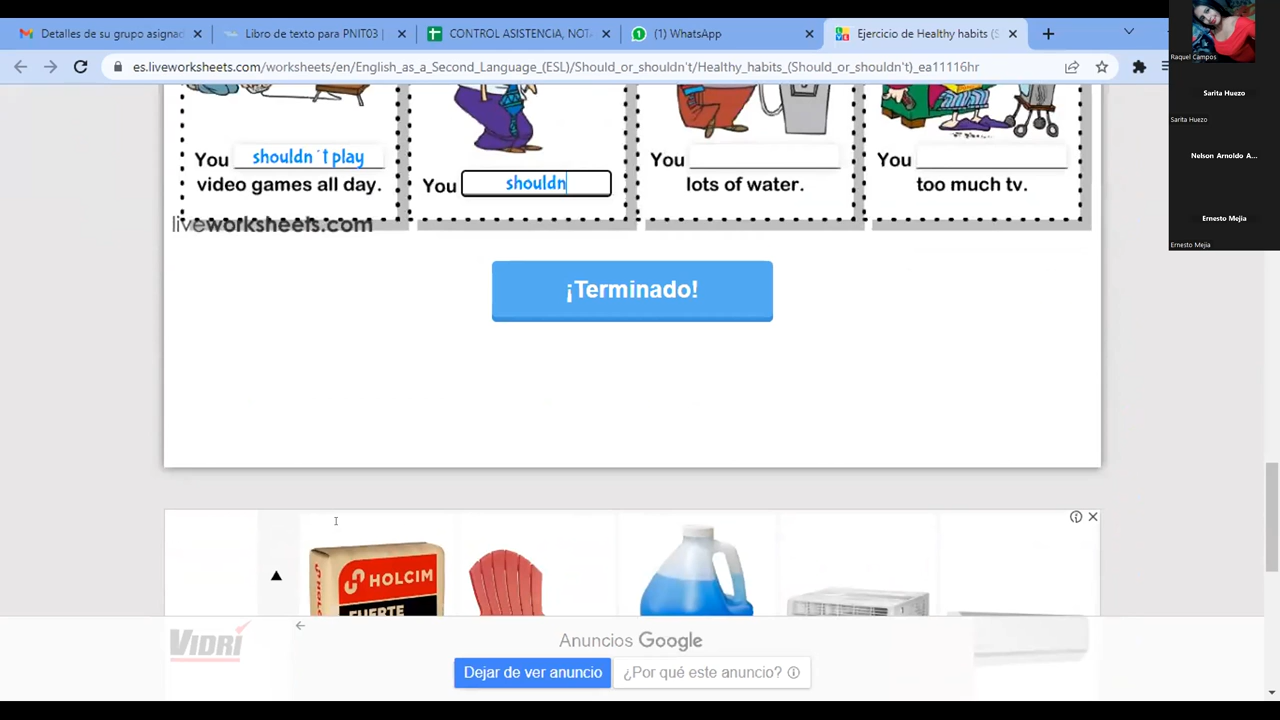 Detalles de su grupo asignad
Libro de texto para PNIT03 |
CONTROL ASISTENCIA, NOTA
(1) WhatsApp
Ejercicio de Healthy habits (S
es.liveworksheets.com/worksheets/en/English_as_a_Second_Language_(ESL)/Should_or_shouldn't/Healthy_habits_(Should_or_shouldn't)_ea11116hr
Raquel Campos
Sarita Huezo
Sarita Huezo
Nelson Arnoldo A...
Ernesto Mejia
Ernesto Mejia
You shouldn´t play
video games all day.
You shouldn
You
lots of water.
You
too much tv.
liveworksheets.com
¡Terminado!
HOLCIM
FUERTE
VIDRÍ
Anuncios Google
Dejar de ver anuncio
¿Por qué este anuncio?